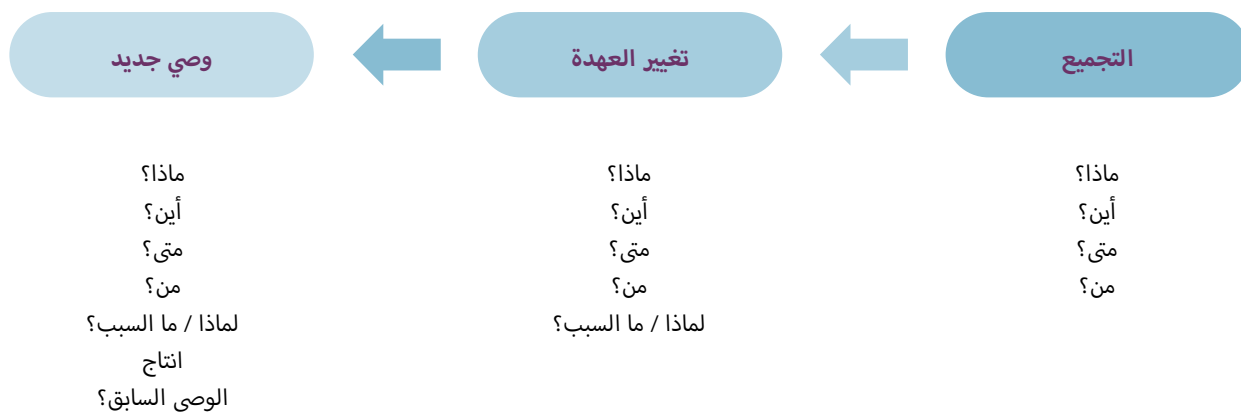 التجميع
تغيير العهدة
وصي جديد
ماذا؟
أين؟
متى؟
من؟
ماذا؟
أين؟
متى؟
من؟
لماذا / ما السبب؟
ماذا؟
أين؟
متى؟
من؟
لماذا / ما السبب؟
انتاج
الوصي السابق؟